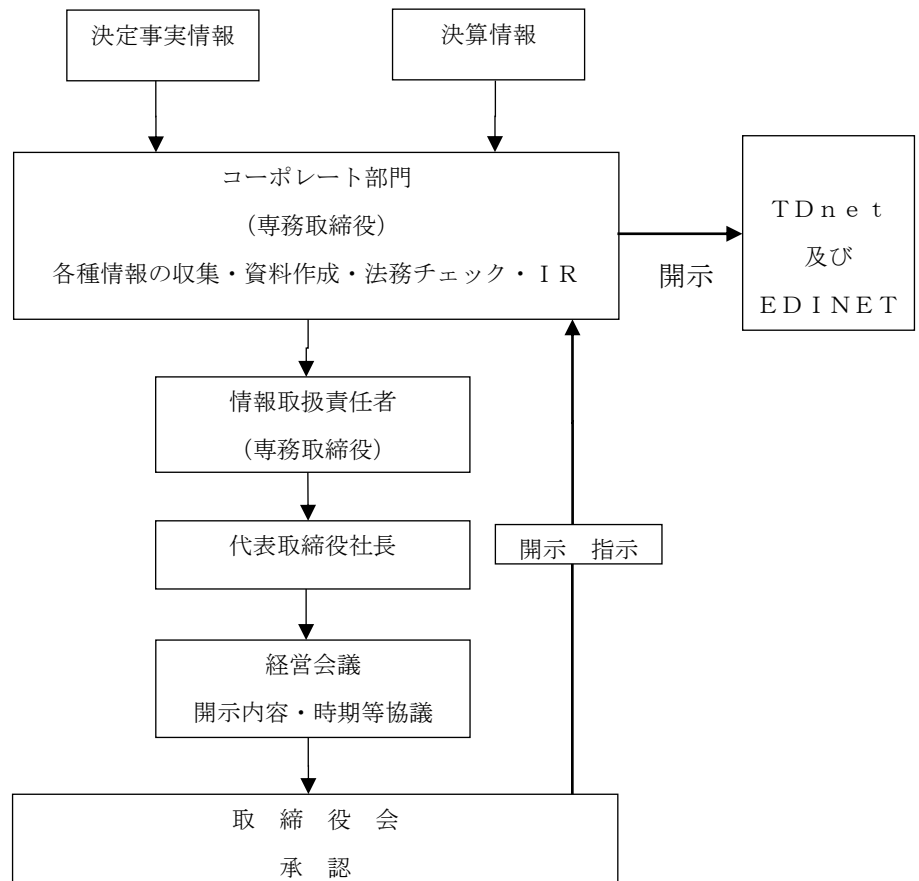 決定事実情報
決算情報
コーポレート部門
（専務取締役）
各種情報の収集・資料作成・法務チェック・ＩＲ
ＴＤｎｅｔ
及び
ＥＤＩＮＥＴ
開示
情報取扱責任者
（専務取締役）
代表取締役社長
開示　指示
経営会議
開示内容・時期等協議
取　締　役　会
承　認